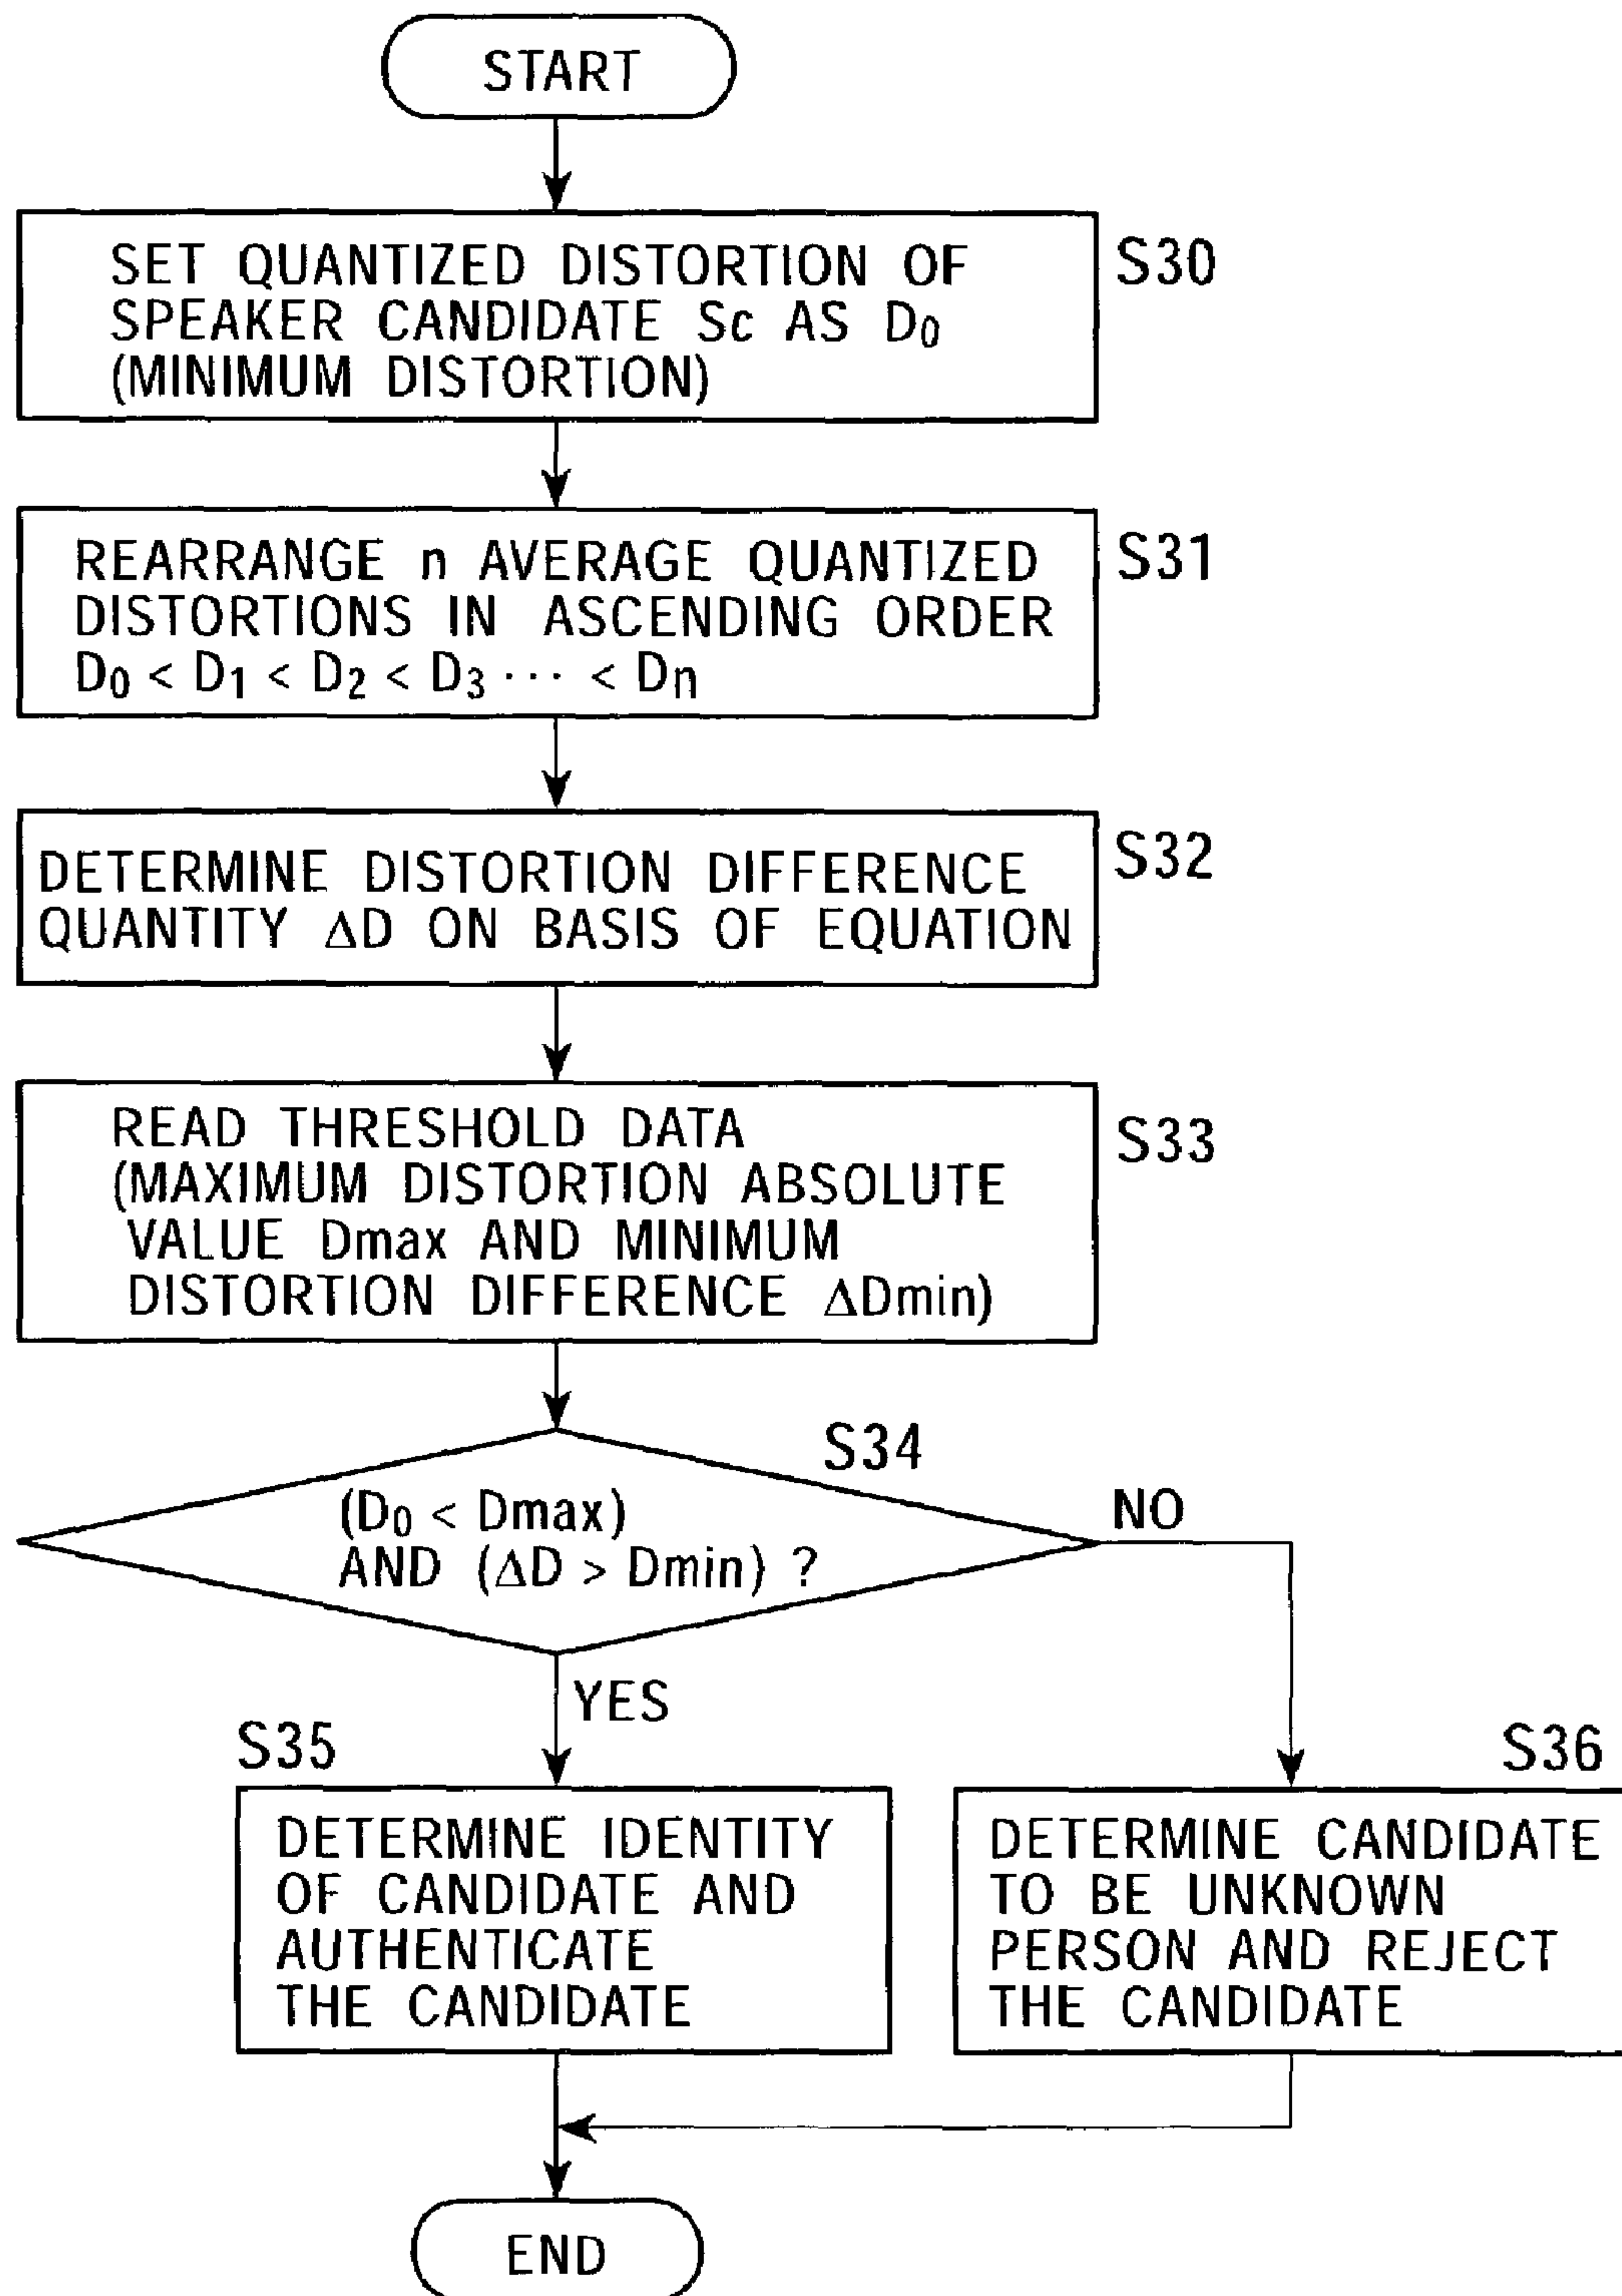 START
SET QUANTIZED DISTORTION OF
SPEAKER CANDIDATE Sc AS D0
(MINIMUM DISTORTION)
S30
REARRANGE n AVERAGE QUANTIZED
DISTORTIONS IN ASCENDING ORDER
D0 < D1 < D2 < D3 ··· < Dn
S31
DETERMINE DISTORTION DIFFERENCE
QUANTITY ΔD ON BASIS OF EQUATION
S32
READ THRESHOLD DATA
(MAXIMUM DISTORTION ABSOLUTE
VALUE Dmax AND MINIMUM
DISTORTION DIFFERENCE ΔDmin)
S33
S34
(D0 < Dmax)
AND (ΔD > Dmin) ?
NO
YES
S35
DETERMINE IDENTITY
OF CANDIDATE AND
AUTHENTICATE
THE CANDIDATE
S36
DETERMINE CANDIDATE
TO BE UNKNOWN
PERSON AND REJECT
THE CANDIDATE
END